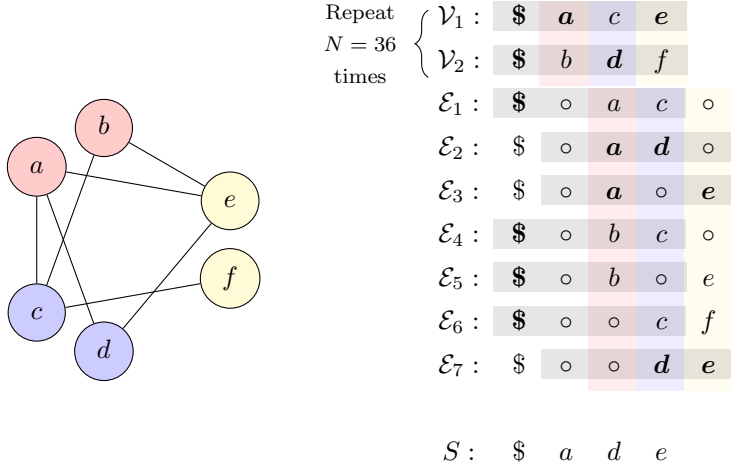 Repeat
N = 36
times
𝒱₁ : $ a c e
𝒱₂ : $ b d f
ℰ₁ : $ ∘ a c ∘
ℰ₂ : $ ∘ a d ∘
ℰ₃ : $ ∘ a ∘ e
ℰ₄ : $ ∘ b c ∘
ℰ₅ : $ ∘ b ∘ e
ℰ₆ : $ ∘ ∘ c f
ℰ₇ : $ ∘ ∘ d e
S : $ a d e
b
a
e
f
c
d